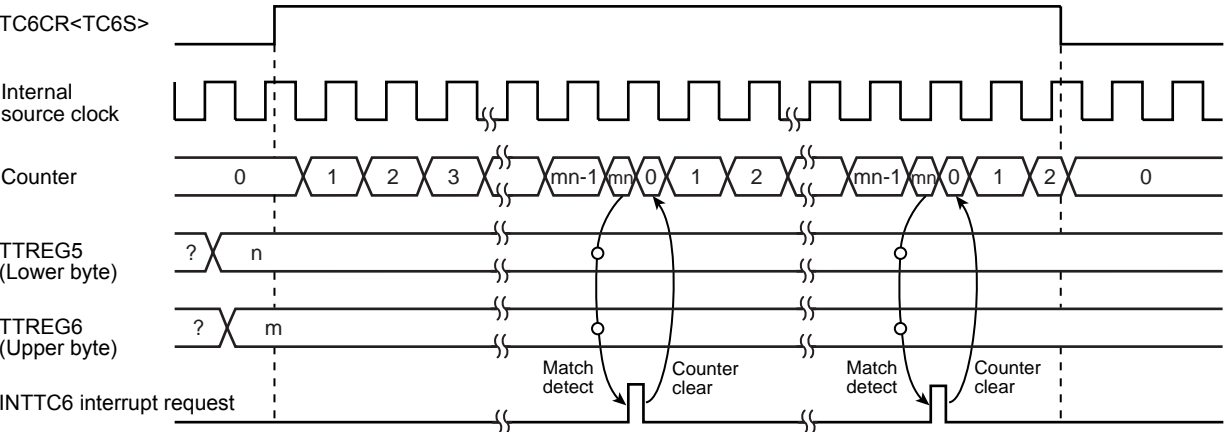 TC6CR<TC6S>
Internal
source clock
Counter
0 1 2 3 mn-1 mn 0 1 2 mn-1 mn 0 1 2 0
TTREG5
(Lower byte)
? n
TTREG6
(Upper byte)
? m
Match
detect
Counter
clear
Match
detect
Counter
clear
INTTC6 interrupt request